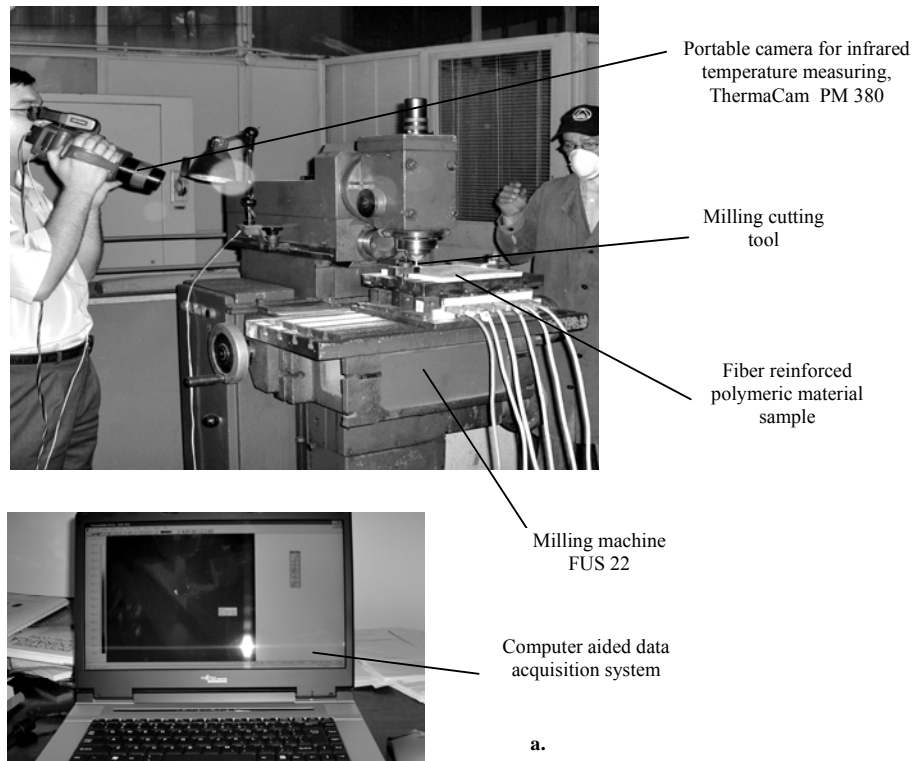 Portable camera for infrared
temperature measuring,
ThermaCam PM 380
Milling cutting
tool
Fiber reinforced
polymeric material
sample
Milling machine
FUS 22
Computer aided data
acquisition system
a.